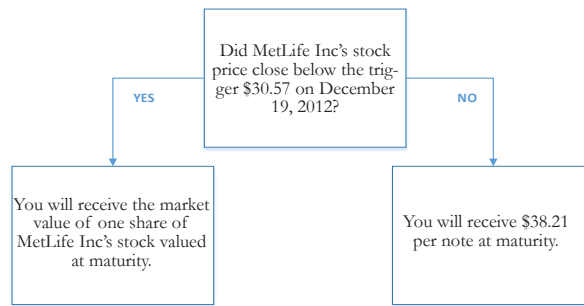 Did MetLife Inc’s stock
price close below the trig-
ger $30.57 on December
19, 2012?
YES
NO
You will receive the market
value of one share of
MetLife Inc’s stock valued
at maturity.
You will receive $38.21
per note at maturity.